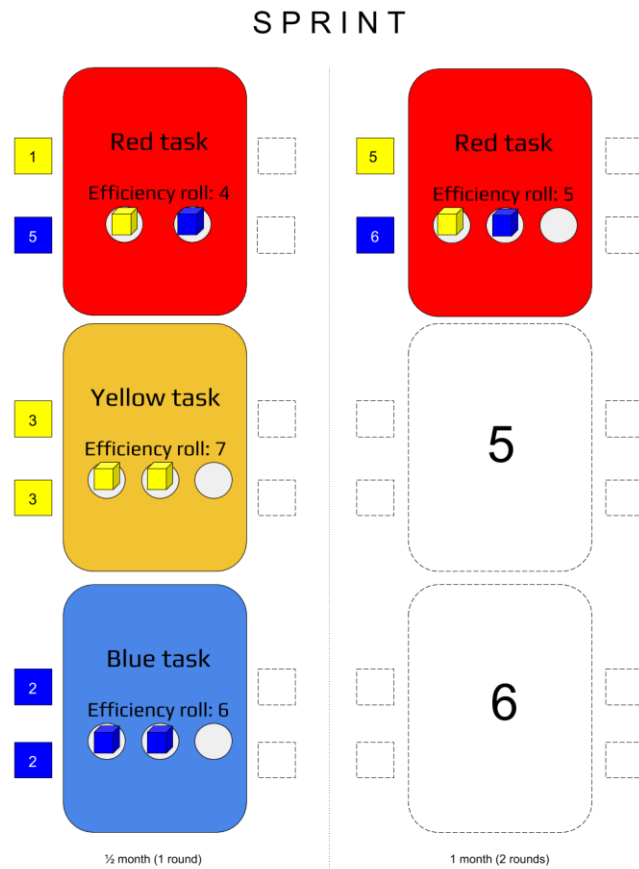 SPRINT
Red task
Efficiency roll: 4
1
5
Red task
Efficiency roll: 5
5
6
Yellow task
Efficiency roll: 7
3
3
5
Blue task
Efficiency roll: 6
2
2
6
½ month (1 round)
1 month (2 rounds)